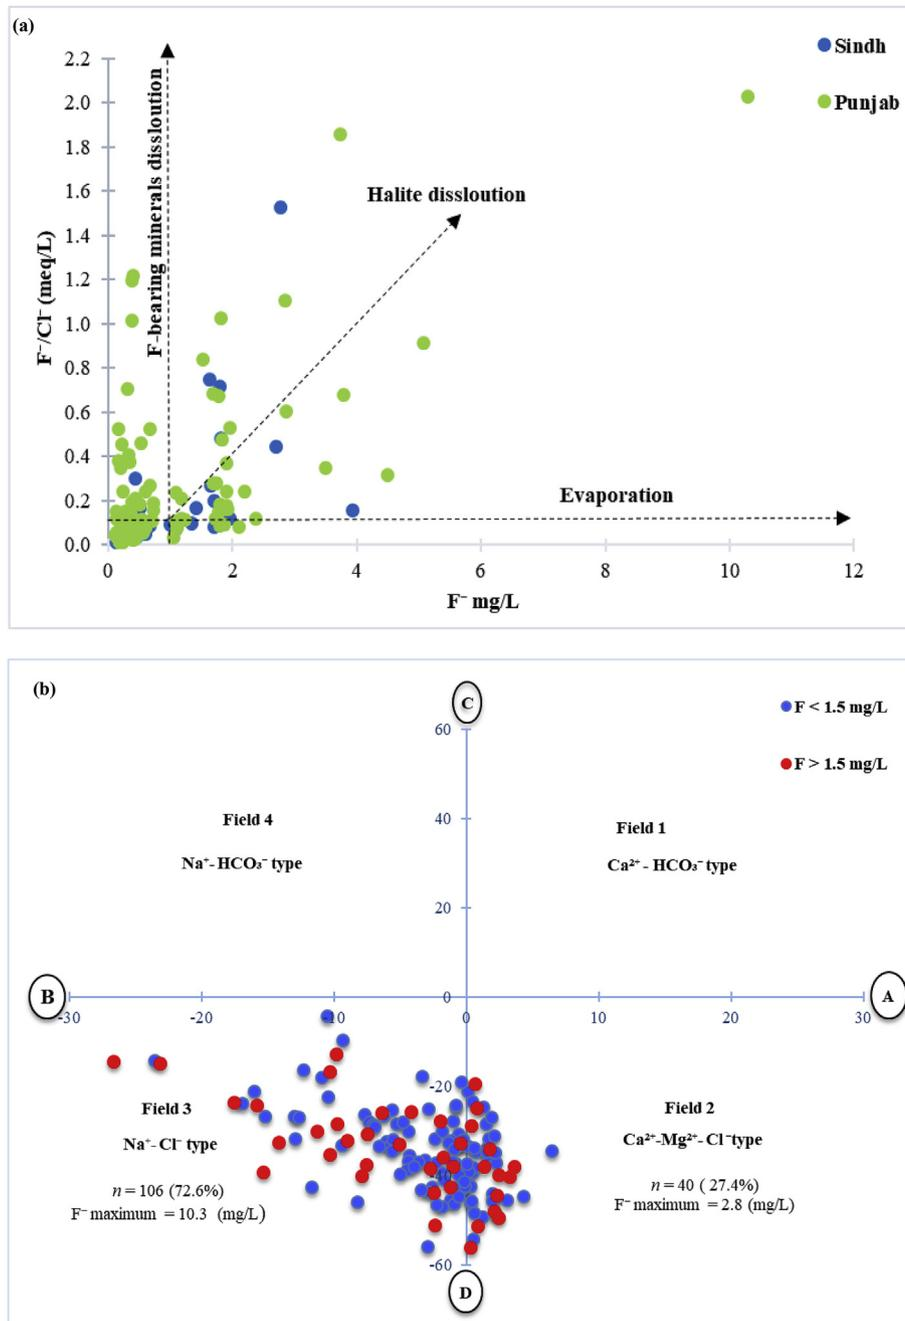 (a)
Sindh
Punjab
2.2
2.0
1.8
1.6
1.4
1.2
1.0
0.8
0.6
0.4
0.2
0.0
F⁻/Cl⁻ (meq/L)
F-bearing minerals dissloution
Halite dissloution
Evaporation
0 2 4 6 8 10 12
F⁻ mg/L
(b)
C
F < 1.5 mg/L
F > 1.5 mg/L
60
40
20
0
Field 4
Na⁺- HCO₃⁻ type
Field 1
Ca²⁺ - HCO₃⁻ type
B
A
-30 -20 -10 0 10 20 30
-20
-40
-60
Field 3
Na⁺- Cl⁻ type
n = 106 (72.6%)
F⁻ maximum = 10.3 (mg/L)
Field 2
Ca²⁺-Mg²⁺- Cl⁻type
n = 40 ( 27.4%)
F⁻ maximum = 2.8 (mg/L)
D